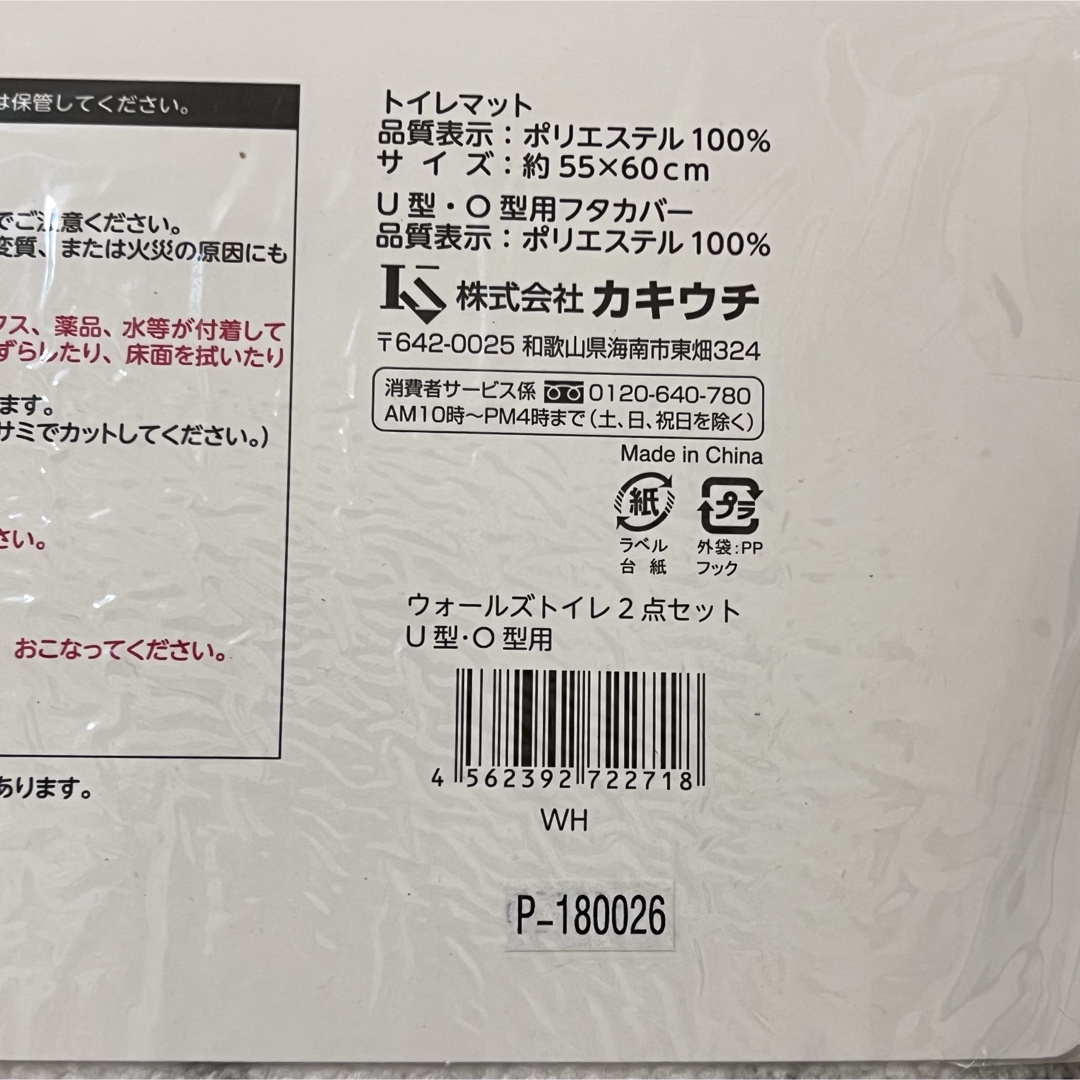 は保管してください。
でご注意ください。
変質、または火災の原因にも
クス、薬品、水等が付着して
ずらしたり、床面を拭いたり
ます。
サミでカットしてください。)
さい。
おこなってください。
あります。
トイレマット
品質表示：ポリエステル100%
サイズ：約55×60cm
U型・O型用フタカバー
品質表示：ポリエステル100%
株式会社カキウチ
〒642-0025 和歌山県海南市東畑324
消費者サービス係 0120-640-780
AM10時～PM4時まで（土、日、祝日を除く）
Made in China
紙 プラ
ラベル 外袋：PP
台紙 フック
ウォールズトイレ2点セット
U型・O型用
4 562392 722718
WH
P-180026